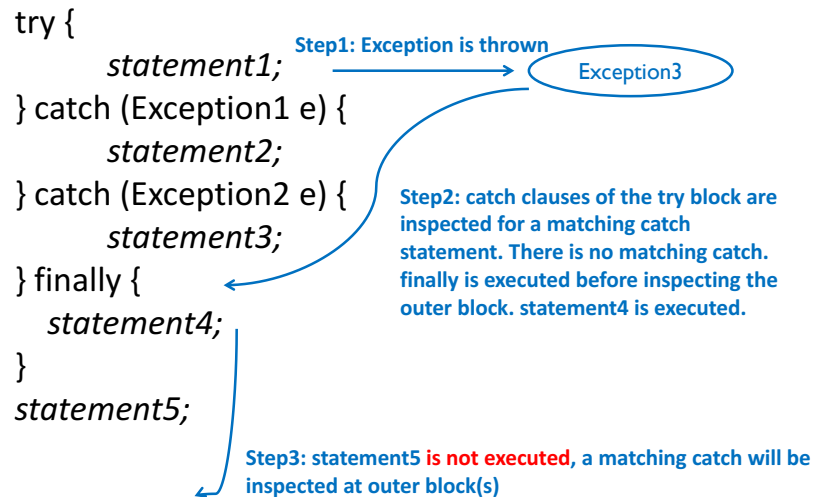 try {
Step1: Exception is thrown
statement1;
Exception3
} catch (Exception1 e) {
statement2;
} catch (Exception2 e) {
statement3;
} finally {
statement4;
}
statement5;
Step2: catch clauses of the try block are
inspected for a matching catch
statement. There is no matching catch.
finally is executed before inspecting the
outer block. statement4 is executed.
Step3: statement5 is not executed, a matching catch will be
inspected at outer block(s)